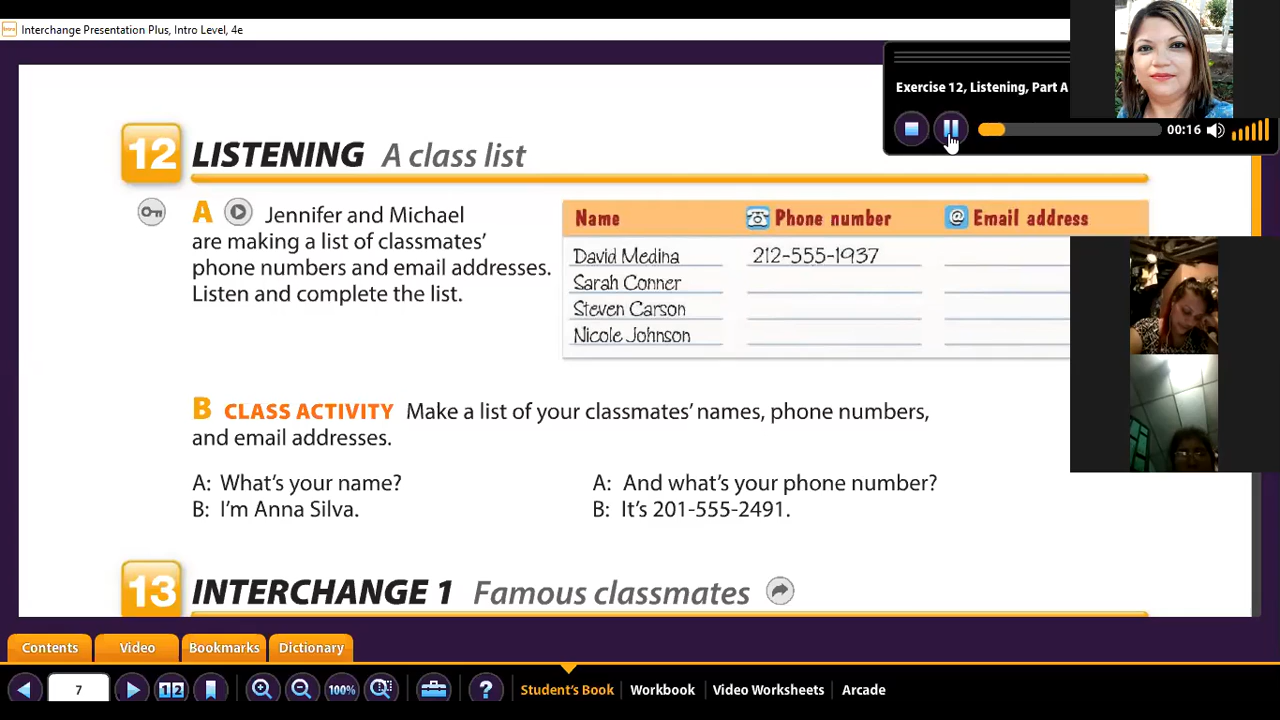 Interchange Presentation Plus, Intro Level, 4e
Exercise 12, Listening, Part A
00:16
12 LISTENING A class list
A Jennifer and Michael
are making a list of classmates'
phone numbers and email addresses.
Listen and complete the list.
Name Phone number @ Email address
David Medina 212-555-1937
Sarah Conner
Steven Carson
Nicole Johnson
B CLASS ACTIVITY Make a list of your classmates' names, phone numbers,
and email addresses.
A: What's your name? A: And what's your phone number?
B: I'm Anna Silva. B: It's 201-555-2491.
13 INTERCHANGE 1 Famous classmates
Contents Video Bookmarks Dictionary
7 12 100% ? Student's Book Workbook Video Worksheets Arcade